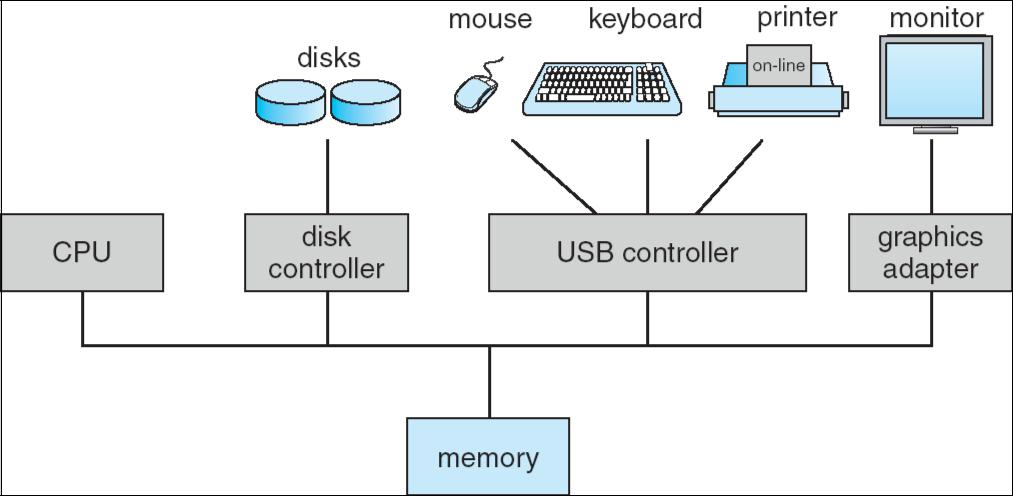 mouse
keyboard
printer
monitor
disks
on-line
CPU
disk
controller
USB controller
graphics
adapter
memory